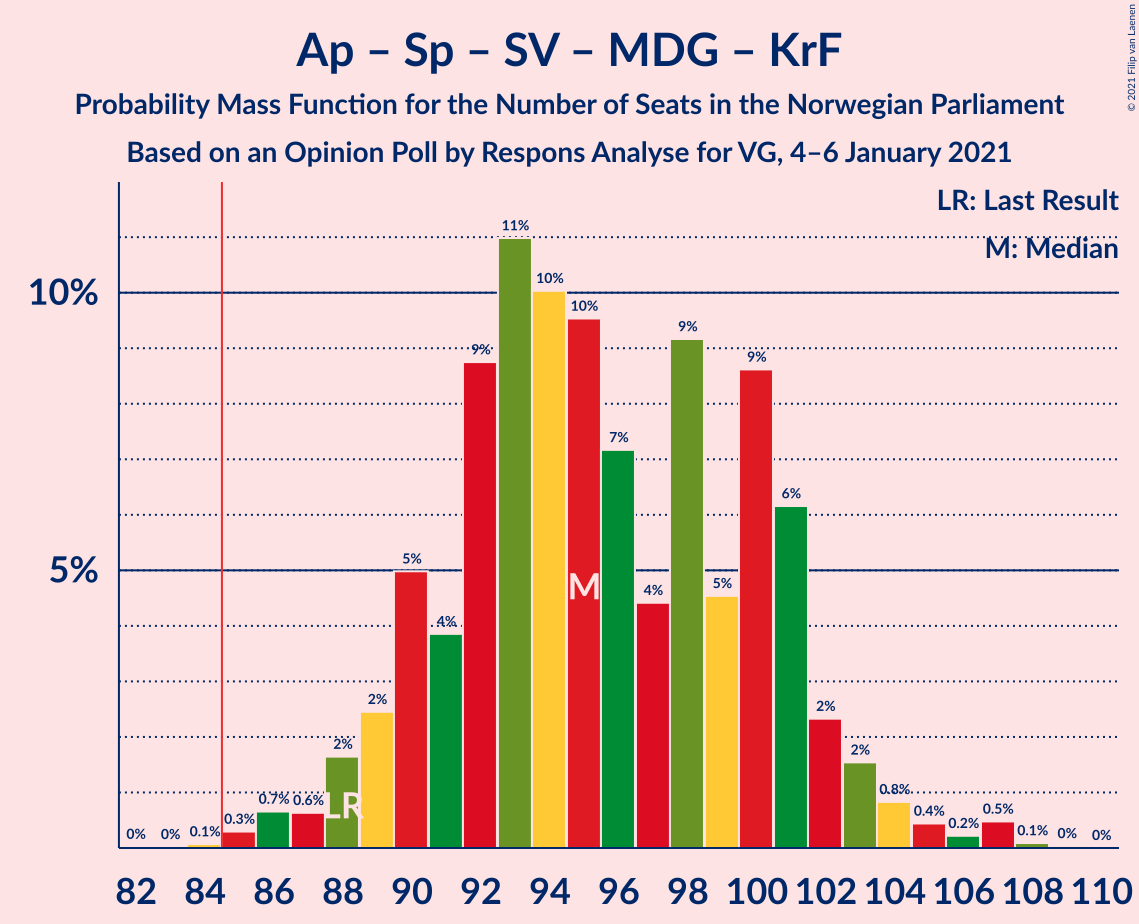 Ap – Sp – SV – MDG – KrF
Probability Mass Function for the Number of Seats in the Norwegian Parliament
Based on an Opinion Poll by Respons Analyse for VG, 4–6 January 2021
© 2021 Filip van Laenen
LR: Last Result
M: Median
10%
5%
0% 0% 0.1% 0.3% 0.7% 0.6% 2% 2% 5% 4% 9% 11% 10% 10% 7% 4% 9% 5% 9% 6% 2% 2% 0.8% 0.4% 0.2% 0.5% 0.1% 0% 0%
LR
M
82 84 86 88 90 92 94 96 98 100 102 104 106 108 110